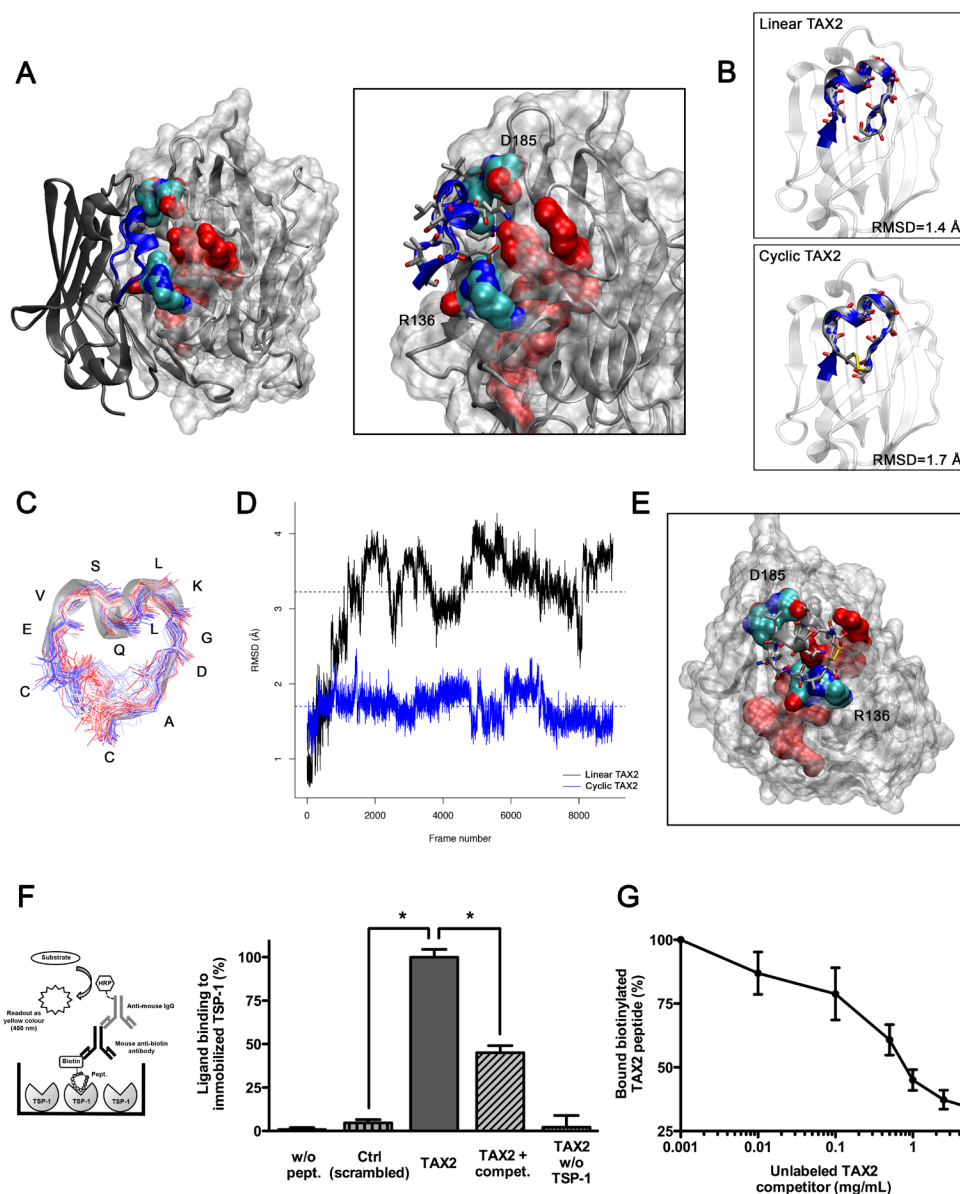 A
D185
R136
B
Linear TAX2
RMSD=1.4 Å
Cyclic TAX2
RMSD=1.7 Å
C
S
L
K
V
E
Q
L
G
D
C
A
C
D
RMSD (Å)
4
3
2
1
0
2000
4000
6000
8000
Frame number
Linear TAX2
Cyclic TAX2
E
D185
R136
F
Substrate
HRP
Readout as
yellow colour
(450 nm)
Anti-mouse IgG
Mouse anti-biotin
antibody
Biotin
Pept.
TSP-1
TSP-1
TSP-1
Ligand binding to
immobilized TSP-1 (%)
100
75
50
25
0
*
*
w/o
pept.
Ctrl
(scrambled)
TAX2
TAX2 +
compet.
TAX2
w/o
TSP-1
G
Bound biotinylated
TAX2 peptide (%)
100
75
50
25
0.001
0.01
0.1
1
Unlabeled TAX2
competitor (mg/mL)